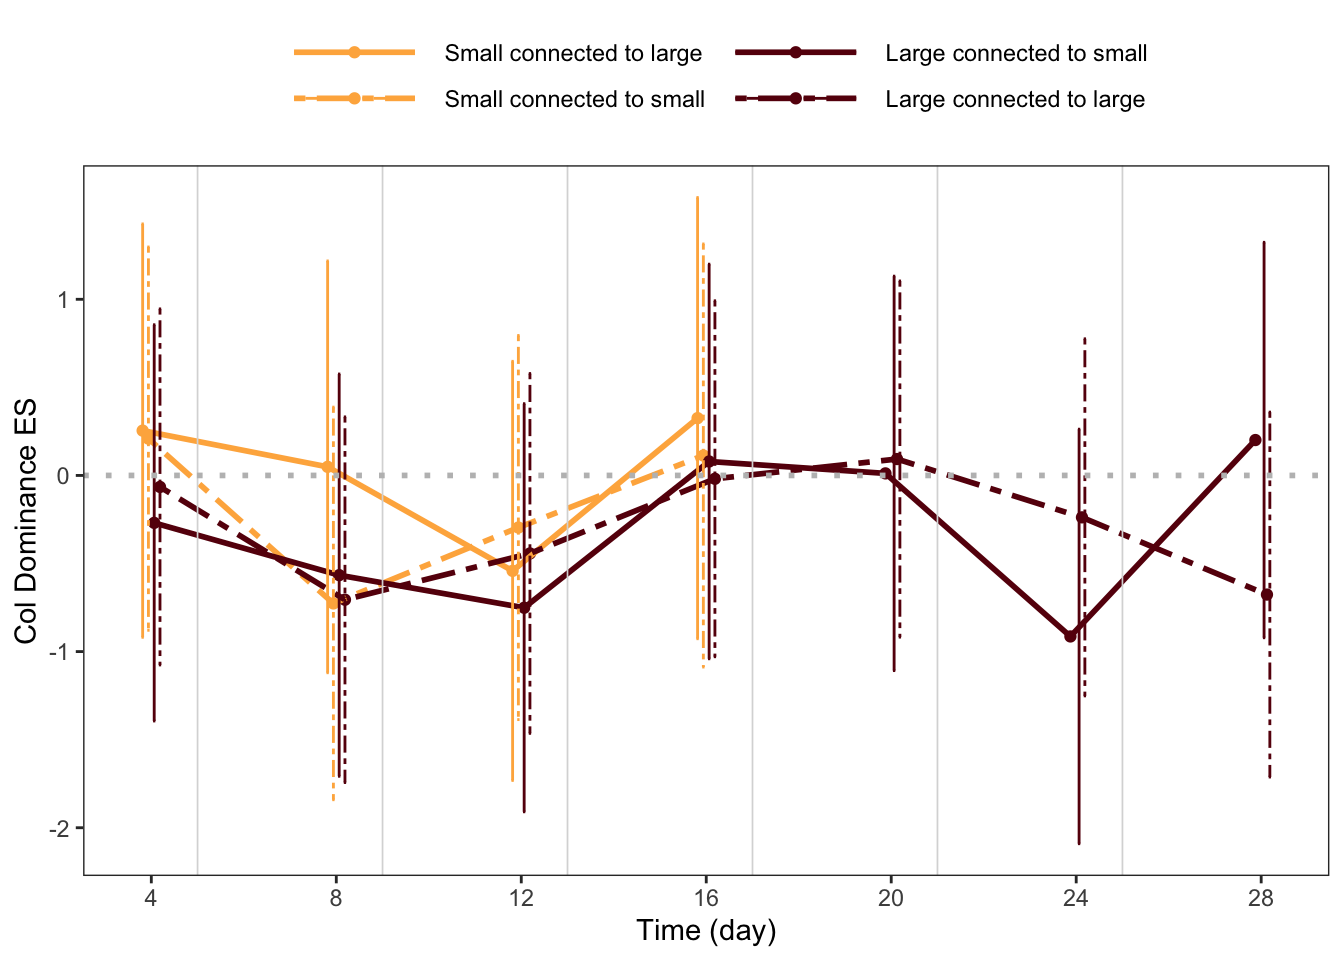 Small connected to large
Large connected to small
Small connected to small
Large connected to large
Col Dominance ES
1
0
-1
-2
4 8 12 16 20 24 28
Time (day)